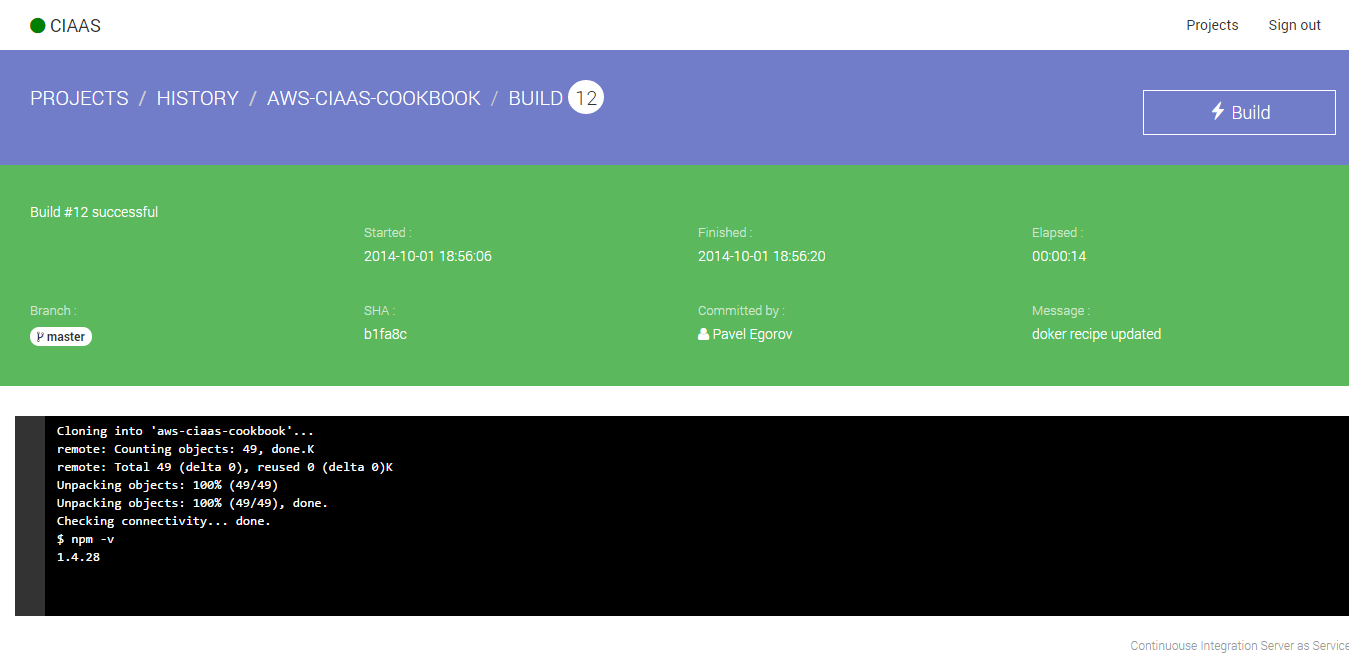 CIAAS
Projects Sign out
PROJECTS / HISTORY / AWS-CIAAS-COOKBOOK / BUILD 12
Build
Build #12 successful
Started :
2014-10-01 18:56:06
Finished :
2014-10-01 18:56:20
Elapsed :
00:00:14
Branch :
master
SHA :
b1fa8c
Committed by :
Pavel Egorov
Message :
doker recipe updated
Cloning into 'aws-ciaas-cookbook'...
remote: Counting objects: 49, done.K
remote: Total 49 (delta 0), reused 0 (delta 0)K
Unpacking objects: 100% (49/49)
Unpacking objects: 100% (49/49), done.
Checking connectivity... done.
$ npm -v
1.4.28
Continuouse Integration Server as Service